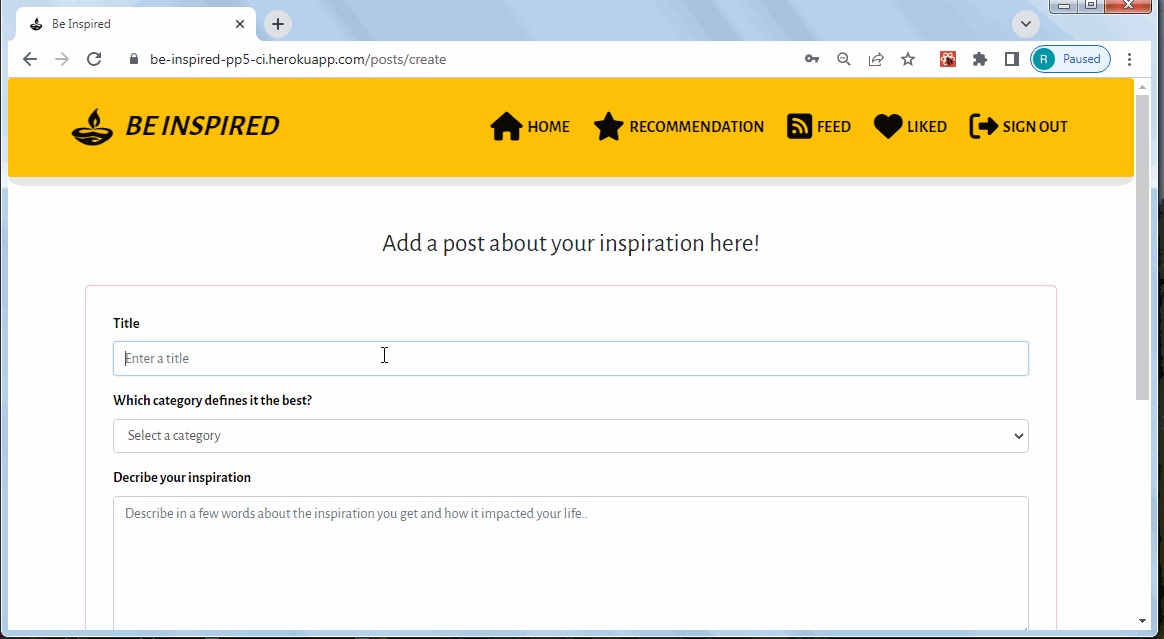 Be Inspired
be-inspired-pp5-ci.herokuapp.com/posts/create
R Paused
BE INSPIRED
HOME RECOMMENDATION FEED LIKED SIGN OUT
Add a post about your inspiration here!
Title
Enter a title
Which category defines it the best?
Select a category
Decribe your inspiration
Describe in a few words about the inspiration you get and how it impacted your life..